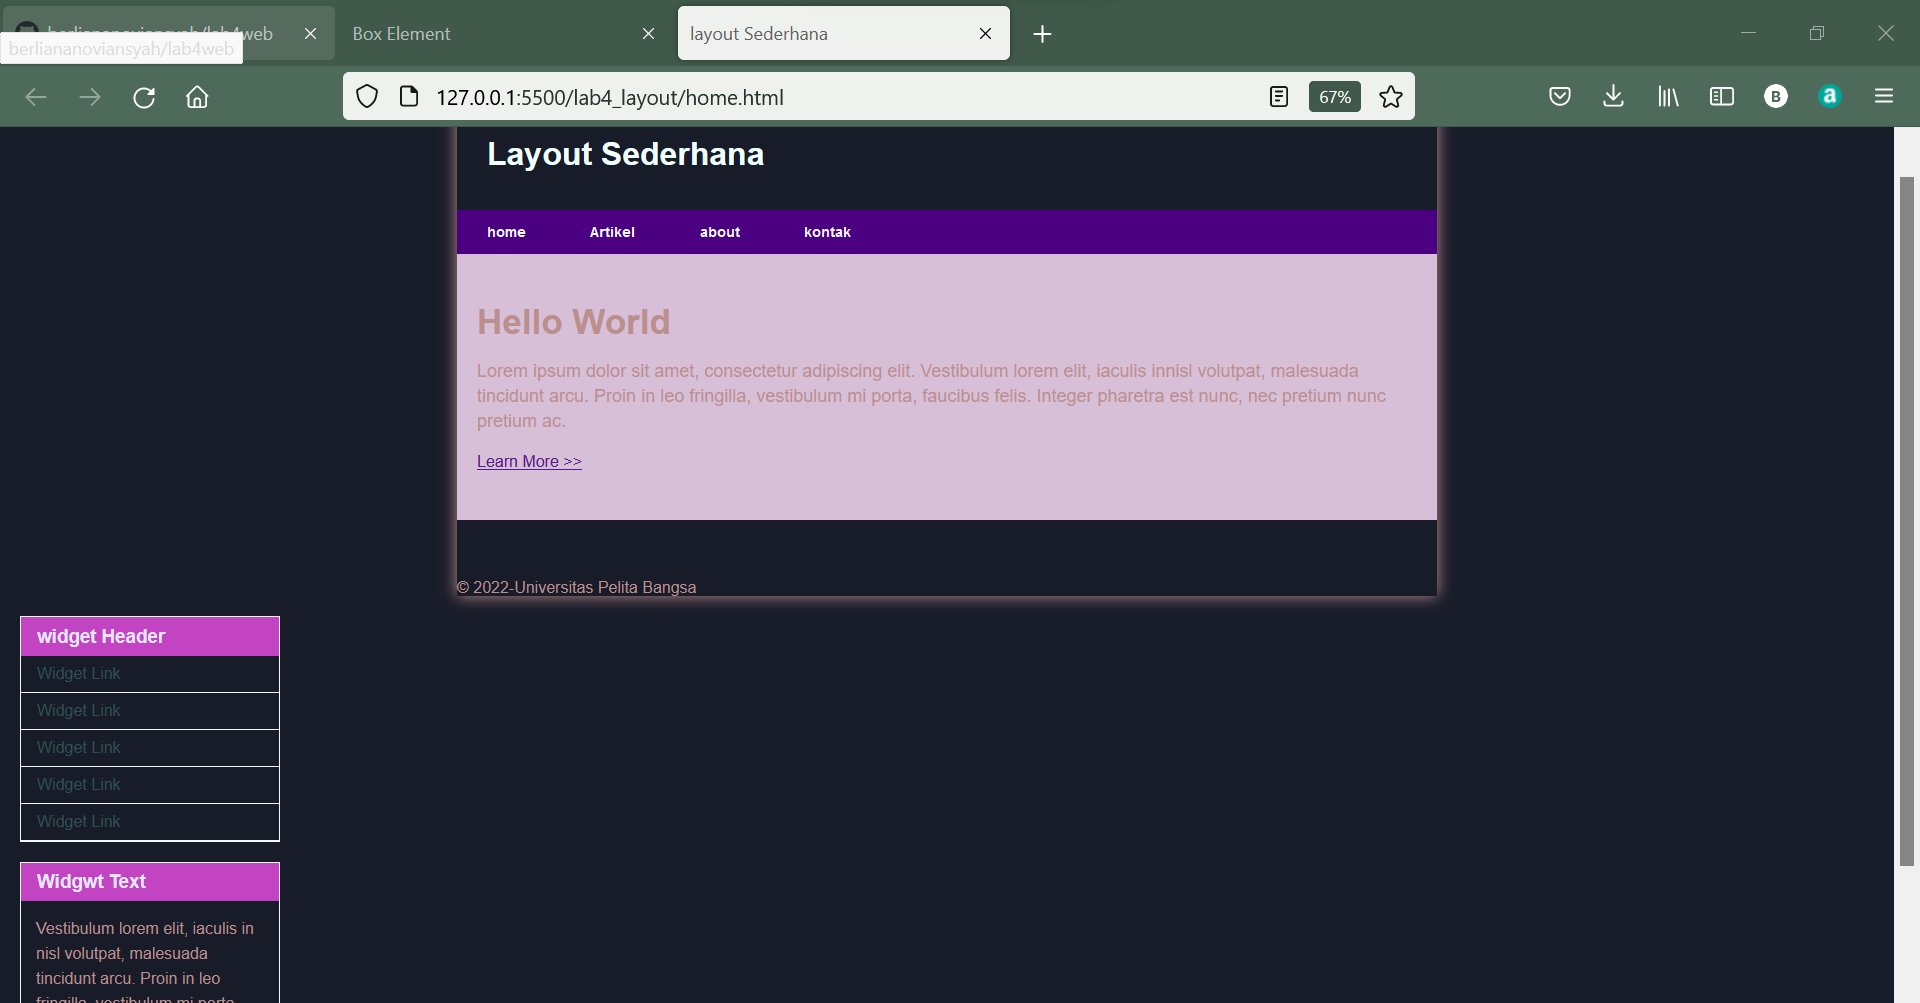 berliananoviansyah/lab4web
Box Element
layout Sederhana
berliananoviansyah/lab4web
127.0.0.1:5500/lab4_layout/home.html
67%
B
a
Layout Sederhana
home Artikel about kontak
Hello World
Lorem ipsum dolor sit amet, consectetur adipiscing elit. Vestibulum lorem elit, iaculis innisl volutpat, malesuada
tincidunt arcu. Proin in leo fringilla, vestibulum mi porta, faucibus felis. Integer pharetra est nunc, nec pretium nunc
pretium ac.
Learn More >>
© 2022-Universitas Pelita Bangsa
widget Header
Widget Link
Widget Link
Widget Link
Widget Link
Widget Link
Widgwt Text
Vestibulum lorem elit, iaculis in
nisl volutpat, malesuada
tincidunt arcu. Proin in leo
fringilla, vestibulum mi porta